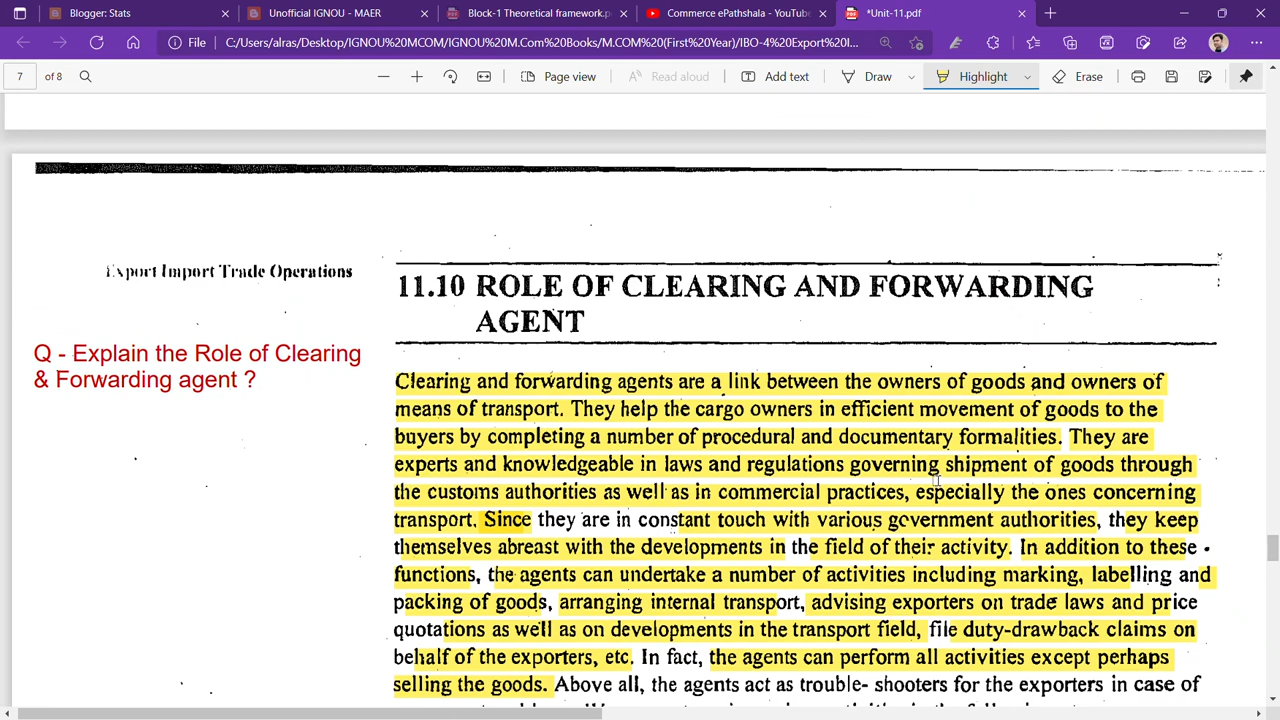 Blogger: Stats
Unofficial IGNOU - MAER
Block-1 Theoretical framework.p
Commerce ePathshala - YouTube
*Unit-11.pdf
File
C:/Users/alras/Desktop/IGNOU%20MCOM/IGNOU%20M.Com%20Books/M.COM%20(First%20Year)/IBO-4%20Export%20I...
7 of 8
Page view
Read aloud
Add text
Draw
Highlight
Erase
Export Import Trade Operations
11.10 ROLE OF CLEARING AND FORWARDING
AGENT
Q - Explain the Role of Clearing
& Forwarding agent ?
Clearing and forwarding agents are a link between the owners of goods and owners of
means of transport. They help the cargo owners in efficient movement of goods to the
buyers by completing a number of procedural and documentary formalities. They are
experts and knowledgeable in laws and regulations governing shipment of goods through
the customs authorities as well as in commercial practices, especially the ones concerning
transport. Since they are in constant touch with various government authorities, they keep
themselves abreast with the developments in the field of their activity. In addition to these
functions, the agents can undertake a number of activities including marking, labelling and
packing of goods, arranging internal transport, advising exporters on trade laws and price
quotations as well as on developments in the transport field, file duty-drawback claims on
behalf of the exporters, etc. In fact, the agents can perform all activities except perhaps
selling the goods. Above all, the agents act as trouble- shooters for the exporters in case of